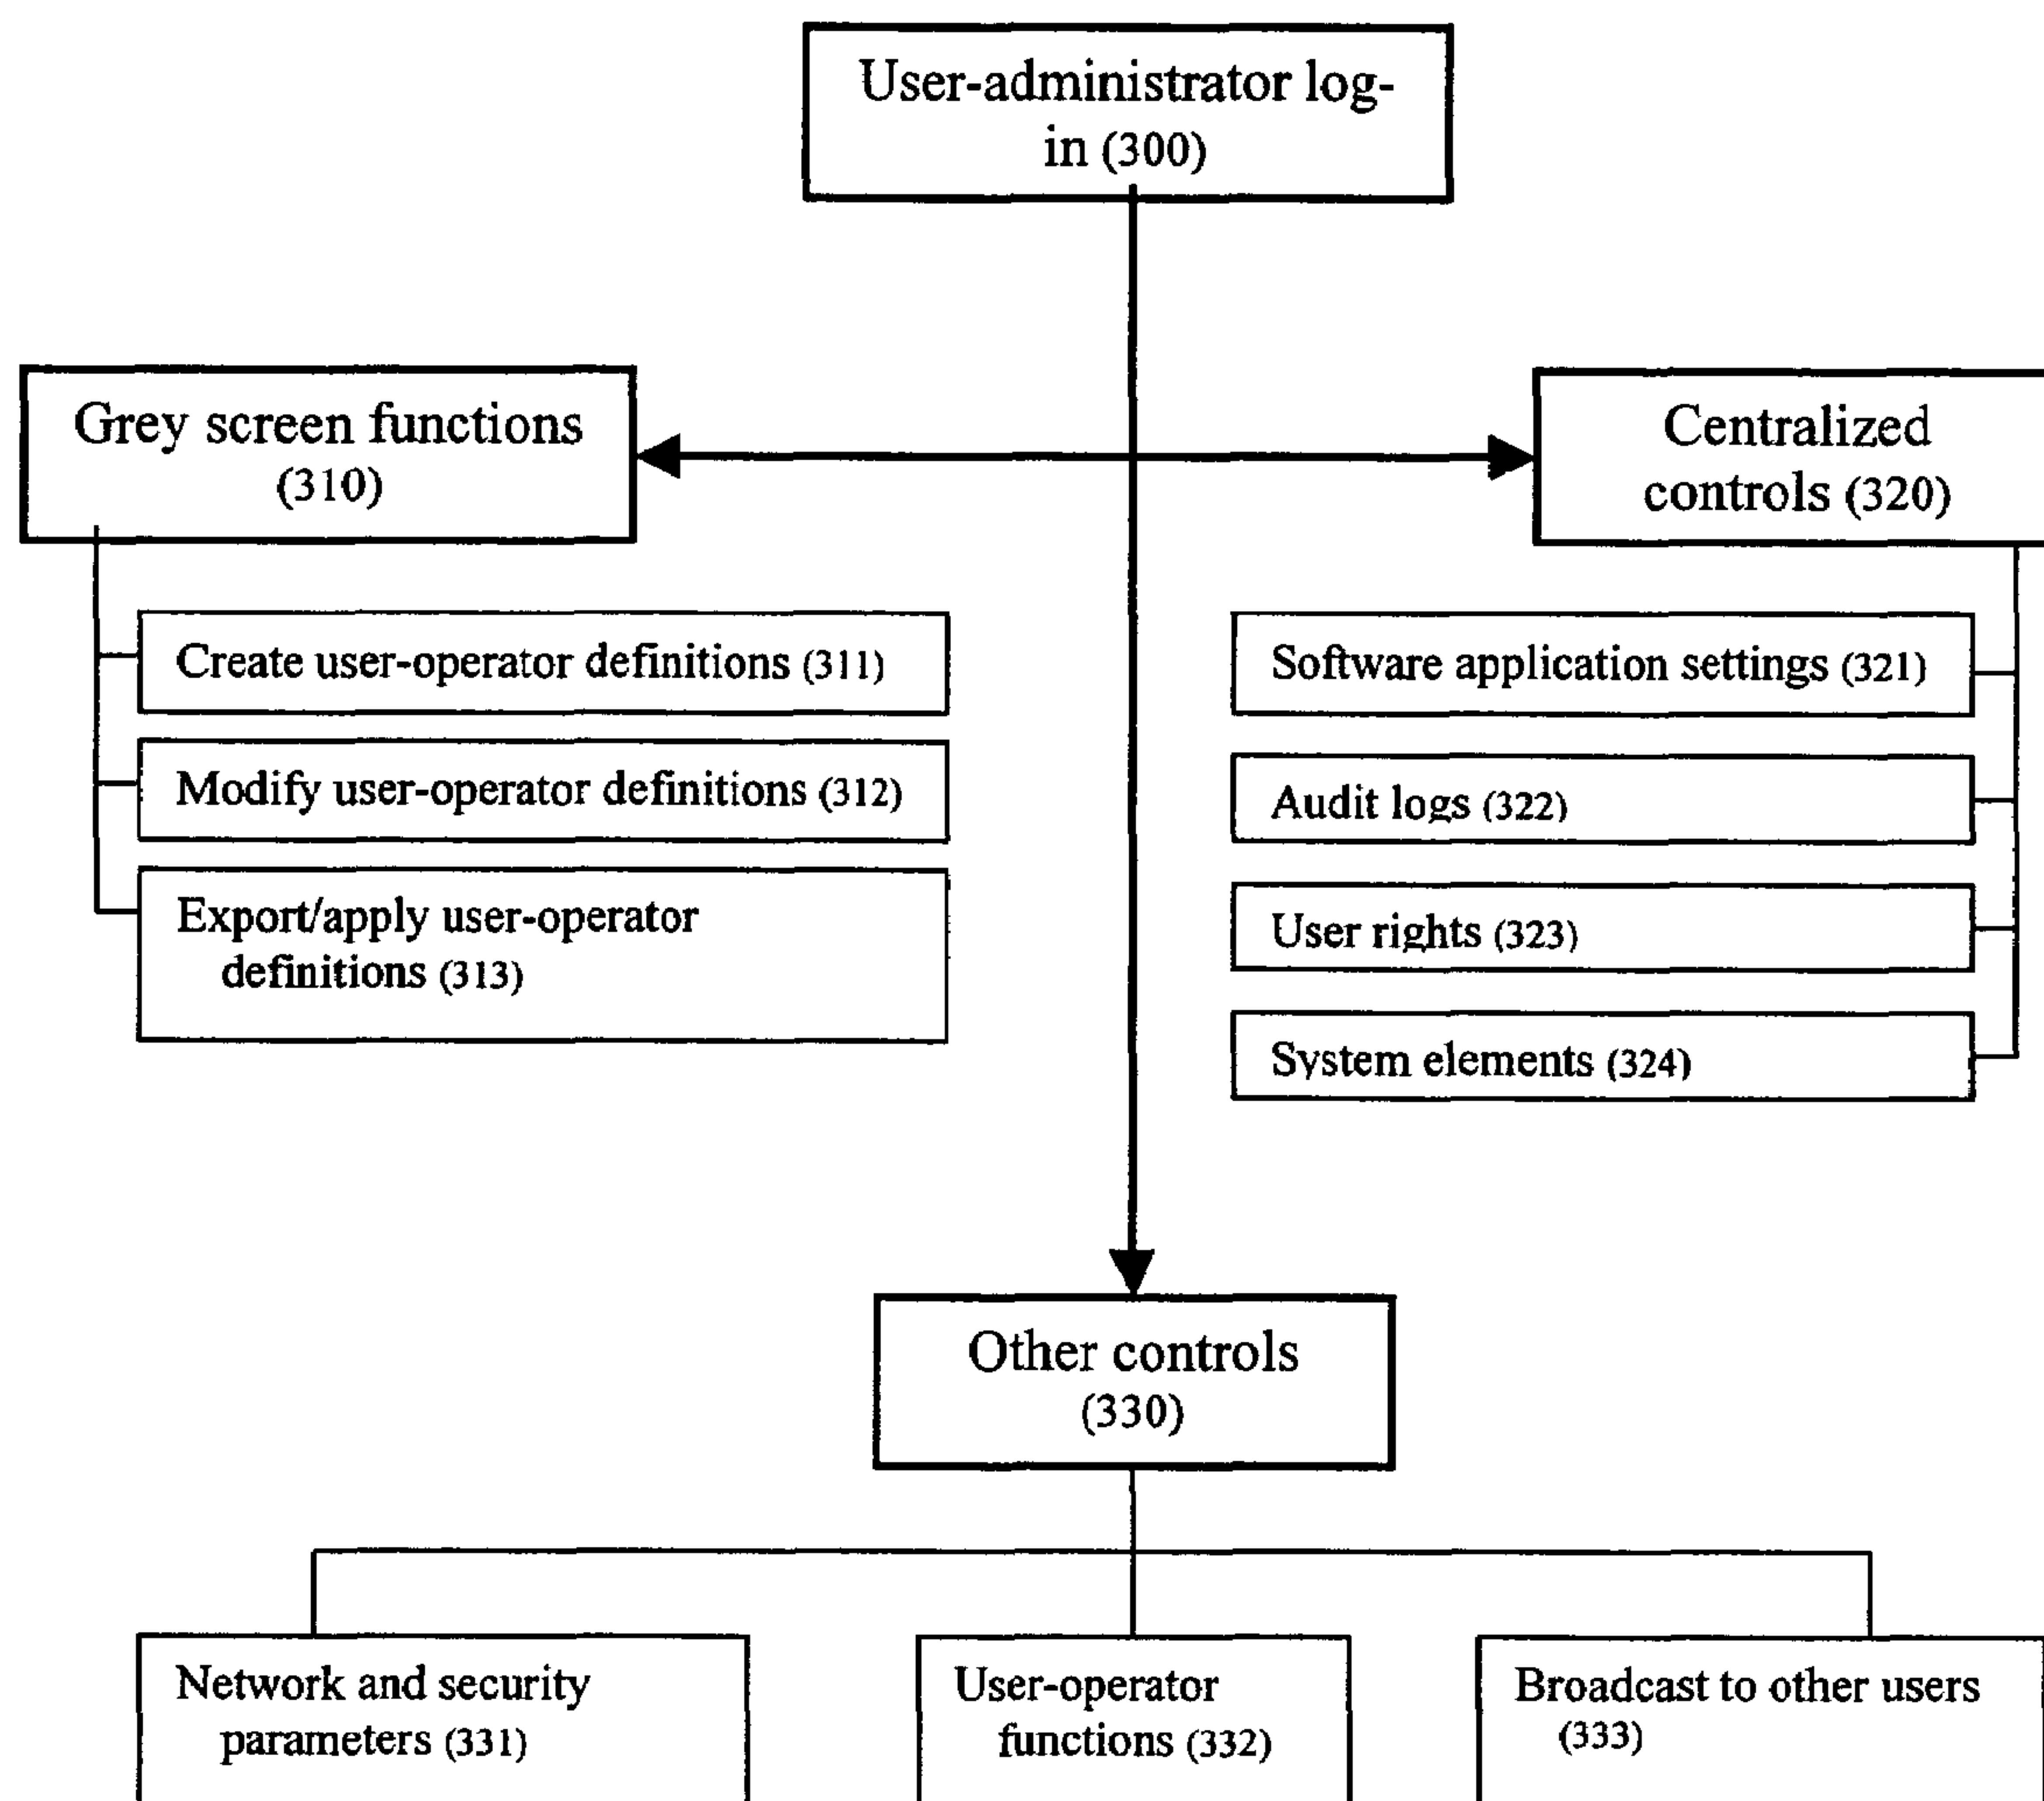 User-administrator log-
in (300)
Grey screen functions
(310)
Centralized
controls (320)
Create user-operator definitions (311)
Modify user-operator definitions (312)
Export/apply user-operator
definitions (313)
Software application settings (321)
Audit logs (322)
User rights (323)
System elements (324)
Other controls
(330)
Network and security
parameters (331)
User-operator
functions (332)
Broadcast to other users
(333)